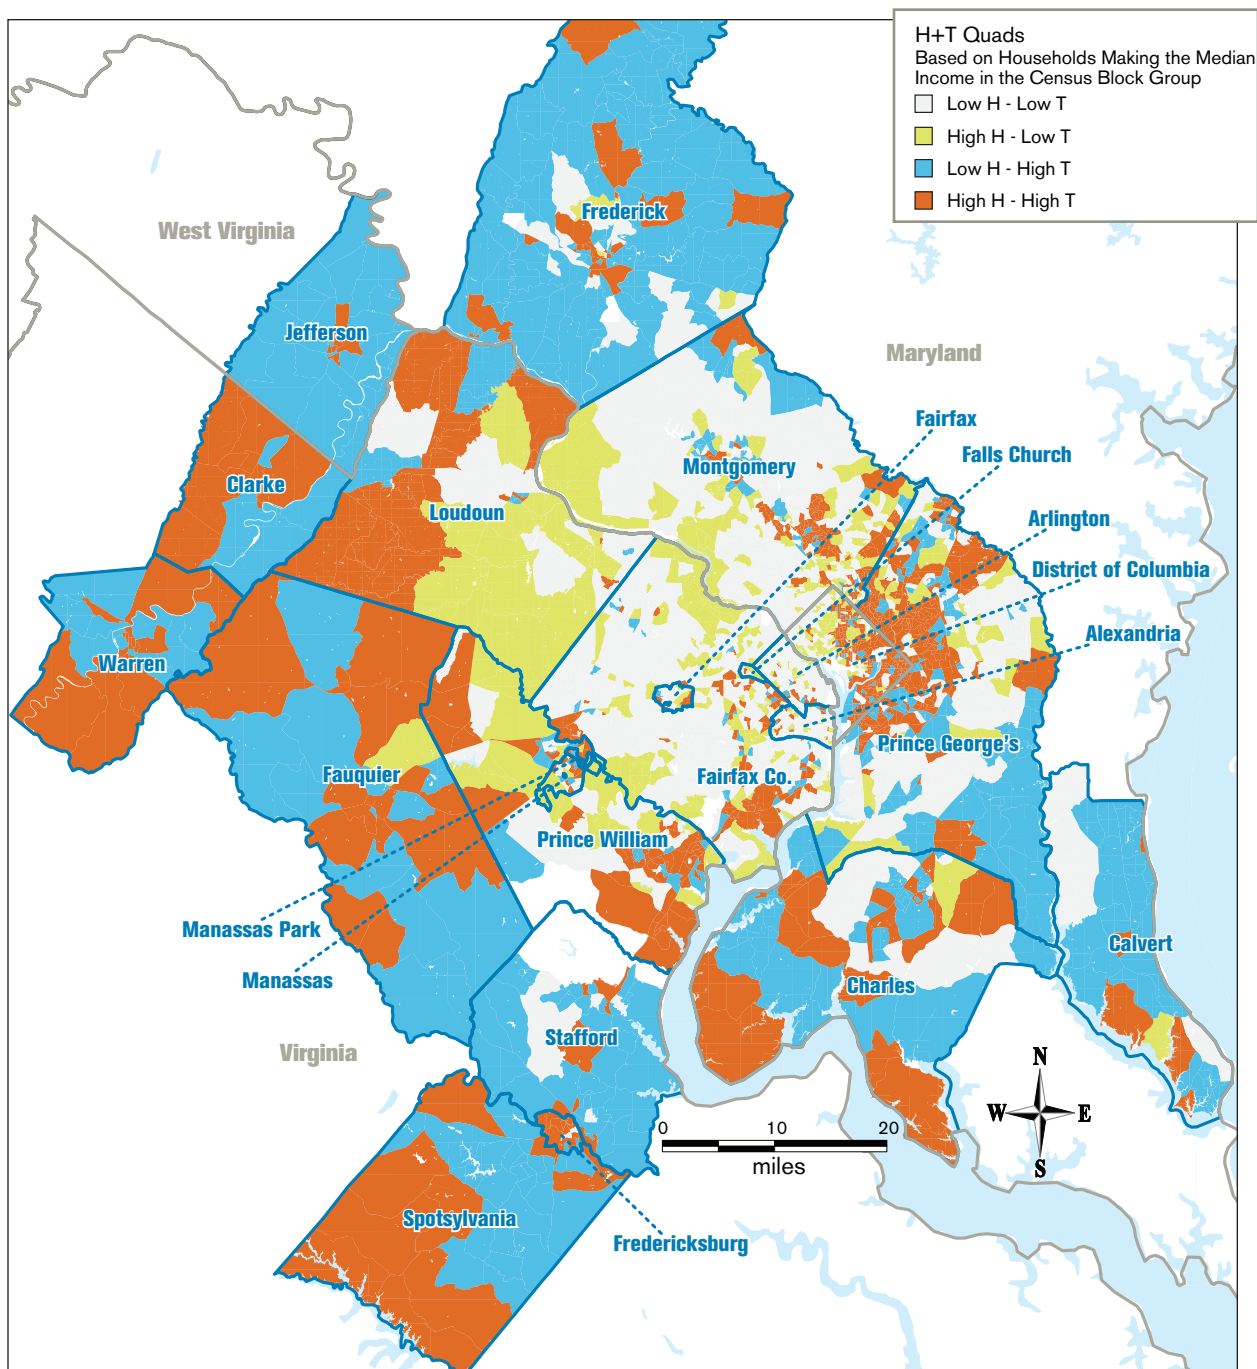 H+T Quads
Based on Households Making the Median
Income in the Census Block Group
Low H - Low T
High H - Low T
Low H - High T
High H - High T
West Virginia
Frederick
Jefferson
Maryland
Fairfax
Montgomery
Falls Church
Clarke
Loudoun
Arlington
District of Columbia
Alexandria
Warren
Prince George's
Fauquier
Fairfax Co.
Prince William
Manassas Park
Calvert
Manassas
Charles
Stafford
Virginia
N
W
E
S
0
10
20
miles
Spotsylvania
Fredericksburg